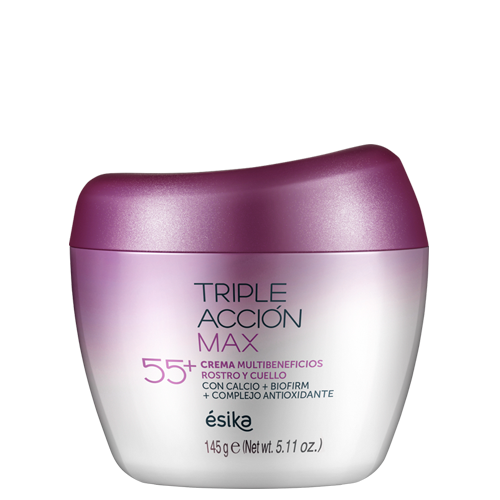 TRIPLE
ACCIÓN
MAX
55+ CREMA MULTIBENEFICIOS
ROSTRO Y CUELLO
CON CALCIO + BIOFIRM
+ COMPLEJO ANTIOXIDANTE
ésika
145 g e (Net wt. 5.11 oz.)